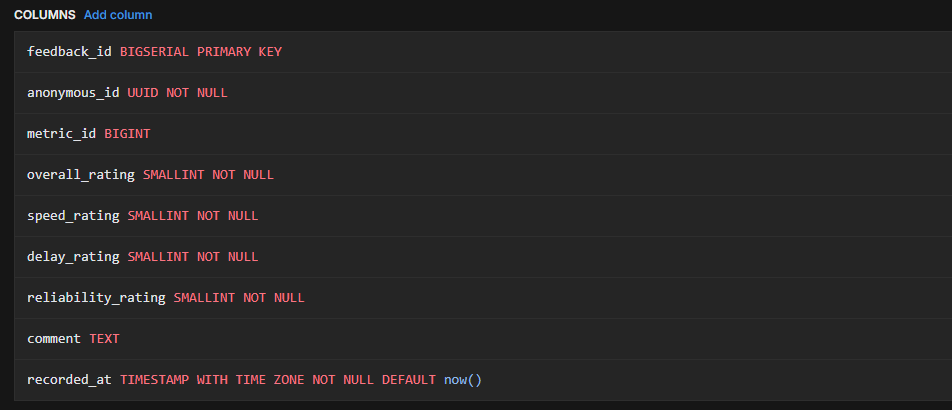 COLUMNS Add column
feedback_id BIGSERIAL PRIMARY KEY
anonymous_id UUID NOT NULL
metric_id BIGINT
overall_rating SMALLINT NOT NULL
speed_rating SMALLINT NOT NULL
delay_rating SMALLINT NOT NULL
reliability_rating SMALLINT NOT NULL
comment TEXT
recorded_at TIMESTAMP WITH TIME ZONE NOT NULL DEFAULT now()